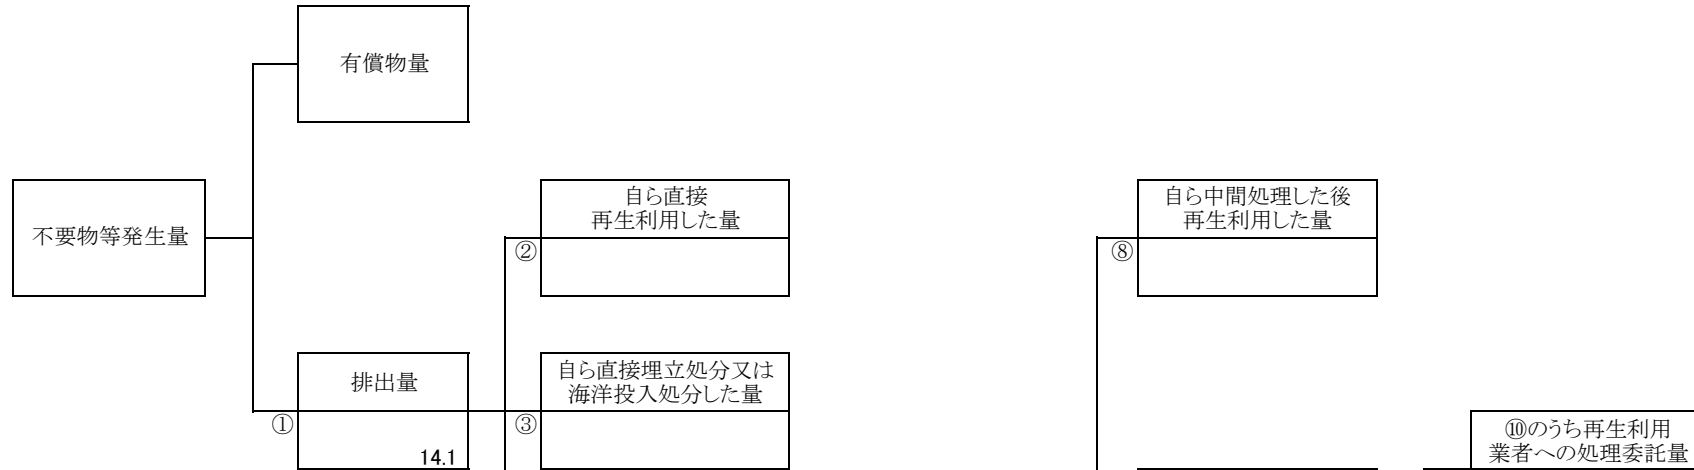 有償物量
不要物等発生量
自ら直接
再生利用した量
②
自ら中間処理した後
再生利用した量
⑧
排出量
①
14.1
自ら直接埋立処分又は
海洋投入処分した量
③
⑩のうち再生利用
業者への処理委託量